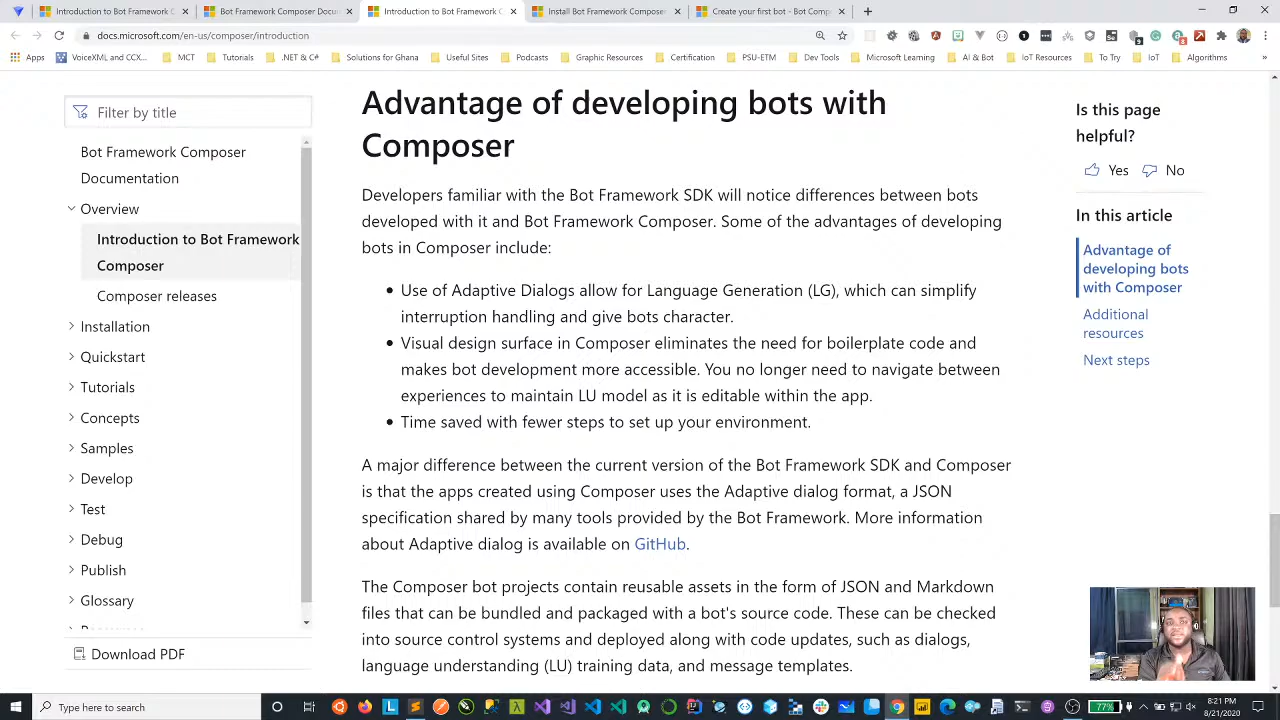 Introduction to Bot Framework C
Bot Framework Composer Docu
Introduction to Bot Framework C
Install Bot Framework Composer
Create your first bot - Bot Comp
docs.microsoft.com/en-us/composer/introduction
Apps
VoiceXML and CCX...
MCT
Tutorials
.NET & C#
Solutions for Ghana
Useful Sites
Podcasts
Graphic Resources
Certification
PSU-ETM
Dev Tools
Microsoft Learning
AI & Bot
IoT Resources
To Try
IoT
Algorithms
Filter by title
Bot Framework Composer
Documentation
Overview
Introduction to Bot Framework
Composer
Composer releases
Installation
Quickstart
Tutorials
Concepts
Samples
Develop
Test
Debug
Publish
Glossary
Download PDF
Advantage of developing bots with
Composer
Developers familiar with the Bot Framework SDK will notice differences between bots
developed with it and Bot Framework Composer. Some of the advantages of developing
bots in Composer include:
Use of Adaptive Dialogs allow for Language Generation (LG), which can simplify
interruption handling and give bots character.
Visual design surface in Composer eliminates the need for boilerplate code and
makes bot development more accessible. You no longer need to navigate between
experiences to maintain LU model as it is editable within the app.
Time saved with fewer steps to set up your environment.
A major difference between the current version of the Bot Framework SDK and Composer
is that the apps created using Composer uses the Adaptive dialog format, a JSON
specification shared by many tools provided by the Bot Framework. More information
about Adaptive dialog is available on GitHub.
The Composer bot projects contain reusable assets in the form of JSON and Markdown
files that can be bundled and packaged with a bot's source code. These can be checked
into source control systems and deployed along with code updates, such as dialogs,
language understanding (LU) training data, and message templates.
Is this page
helpful?
Yes
No
In this article
Advantage of
developing bots
with Composer
Additional
resources
Next steps
Type here to search
77%
8:21 PM
8/21/2020